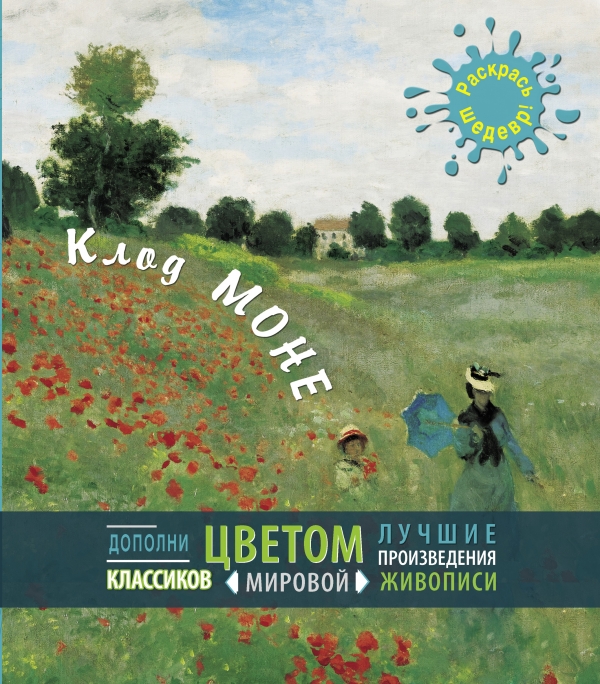 Раскрась
шедевр!
Клод
МОНЕ
ДОПОЛНИ ЦВЕТОМ ЛУЧШИЕ
ПРОИЗВЕДЕНИЯ
КЛАССИКОВ МИРОВОЙ ЖИВОПИСИ